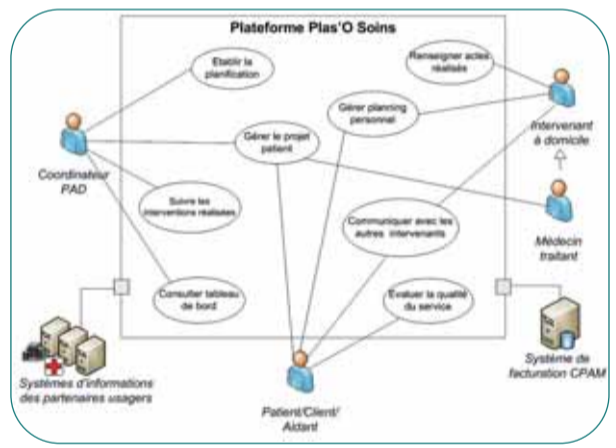 Plateforme Plas'O Soins
Etablir la
planification
Renseigner actes
réalisés
Gérer planning
personnel
Gérer le projet
patient
Intervenant
à domicile
Coordinateur
PAD
Suivre les
interventions réalisées
Communiquer avec les
autres intervenants
Médecin
traitant
Consulter tableau
de bord
Evaluer la qualité
du service
Systèmes d'informations
des partenaires usagers
Système de
facturation CPAM
Patient/Client/
Aidant